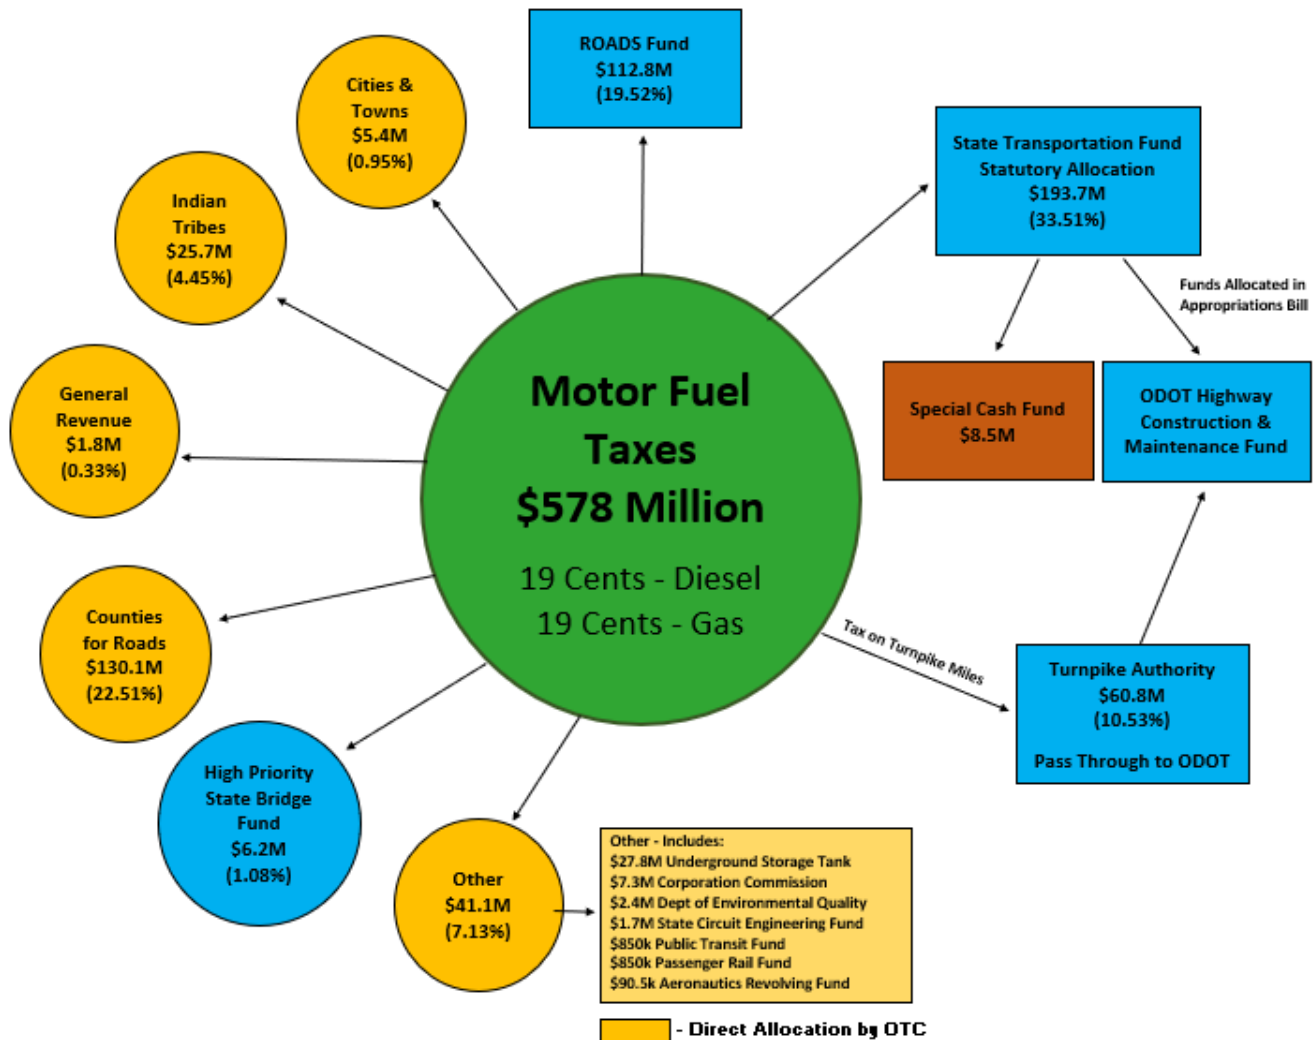 ROADS Fund
$112.8M
(19.52%)
Cities &
Towns
$5.4M
(0.95%)
State Transportation Fund
Statutory Allocation
$193.7M
(33.51%)
Indian
Tribes
$25.7M
(4.45%)
Funds Allocated in
Appropriations Bill
General
Revenue
$1.8M
(0.33%)
Motor Fuel
Taxes
$578 Million
19 Cents - Diesel
19 Cents - Gas
Special Cash Fund
$8.5M
ODOT Highway
Construction &
Maintenance Fund
Counties
for Roads
$130.1M
(22.51%)
Tax on Turnpike Miles
Turnpike Authority
$60.8M
(10.53%)
Pass Through to ODOT
High Priority
State Bridge
Fund
$6.2M
(1.08%)
Other
$41.1M
(7.13%)
Other - Includes:
$27.8M Underground Storage Tank
$7.3M Corporation Commission
$2.4M Dept of Environmental Quality
$1.7M State Circuit Engineering Fund
$850k Public Transit Fund
$850k Passenger Rail Fund
$90.5k Aeronautics Revolving Fund
- Direct Allocation by OTC